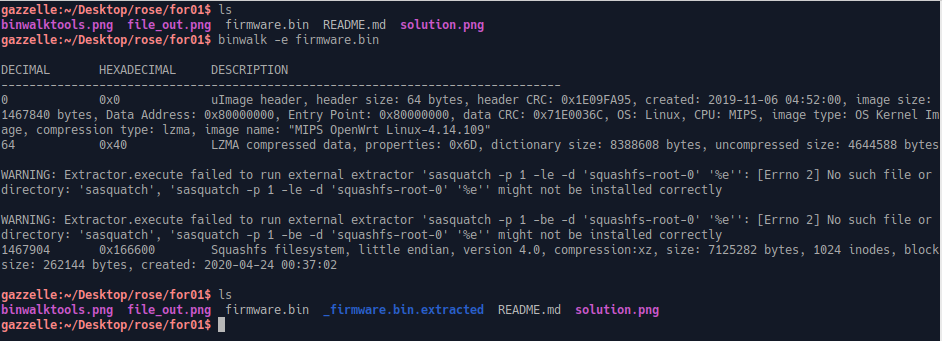 gazzelle:~/Desktop/rose/for01$ ls
binwalktools.png file_out.png firmware.bin README.md solution.png
gazzelle:~/Desktop/rose/for01$ binwalk -e firmware.bin
DECIMAL HEXADECIMAL DESCRIPTION
--------------------------------------------------------------------------------
0 0x0 uImage header, header size: 64 bytes, header CRC: 0x1E09FA95, created: 2019-11-06 04:52:00, image size:
1467840 bytes, Data Address: 0x80000000, Entry Point: 0x80000000, data CRC: 0x71E0036C, OS: Linux, CPU: MIPS, image type: OS Kernel Im
age, compression type: lzma, image name: "MIPS OpenWrt Linux-4.14.109"
64 0x40 LZMA compressed data, properties: 0x6D, dictionary size: 8388608 bytes, uncompressed size: 4644588 bytes
WARNING: Extractor.execute failed to run external extractor 'sasquatch -p 1 -le -d 'squashfs-root-0' '%e'': [Errno 2] No such file or
directory: 'sasquatch', 'sasquatch -p 1 -le -d 'squashfs-root-0' '%e'' might not be installed correctly
WARNING: Extractor.execute failed to run external extractor 'sasquatch -p 1 -be -d 'squashfs-root-0' '%e'': [Errno 2] No such file or
directory: 'sasquatch', 'sasquatch -p 1 -be -d 'squashfs-root-0' '%e'' might not be installed correctly
1467904 0x166600 Squashfs filesystem, little endian, version 4.0, compression:xz, size: 7125282 bytes, 1024 inodes, block
size: 262144 bytes, created: 2020-04-24 00:37:02
gazzelle:~/Desktop/rose/for01$ ls
binwalktools.png file_out.png firmware.bin _firmware.bin.extracted README.md solution.png
gazzelle:~/Desktop/rose/for01$